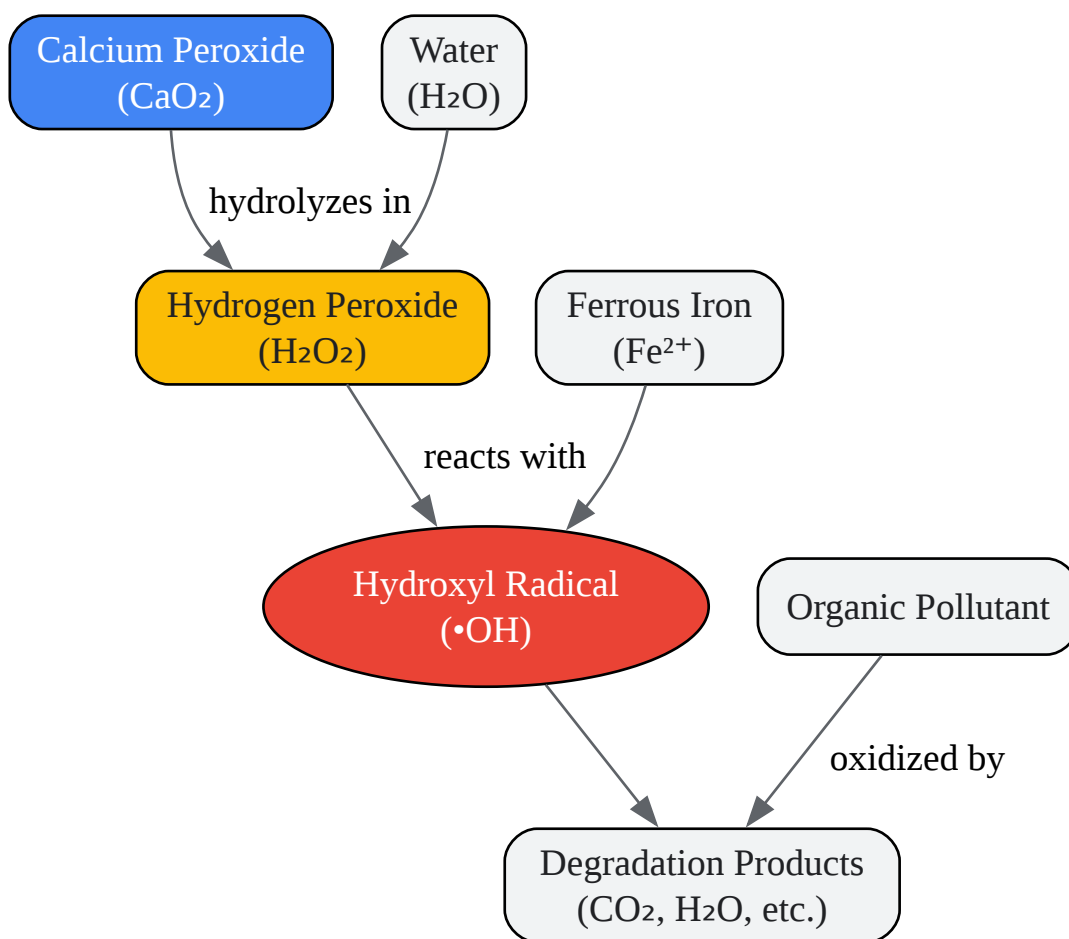 Calcium Peroxide
(CaO₂)
Water
(H₂O)
hydrolyzes in
Hydrogen Peroxide
(H₂O₂)
Ferrous Iron
(Fe²⁺)
reacts with
Hydroxyl Radical
(•OH)
Organic Pollutant
oxidized by
Degradation Products
(CO₂, H₂O, etc.)